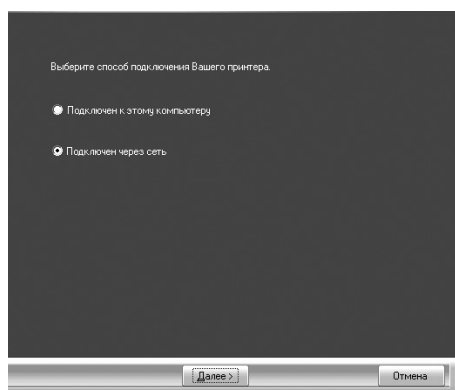 Выберите способ подключения Вашего принтера.
Подключен к этому компьютеру
Подключен через сеть
Далее >
Отмена